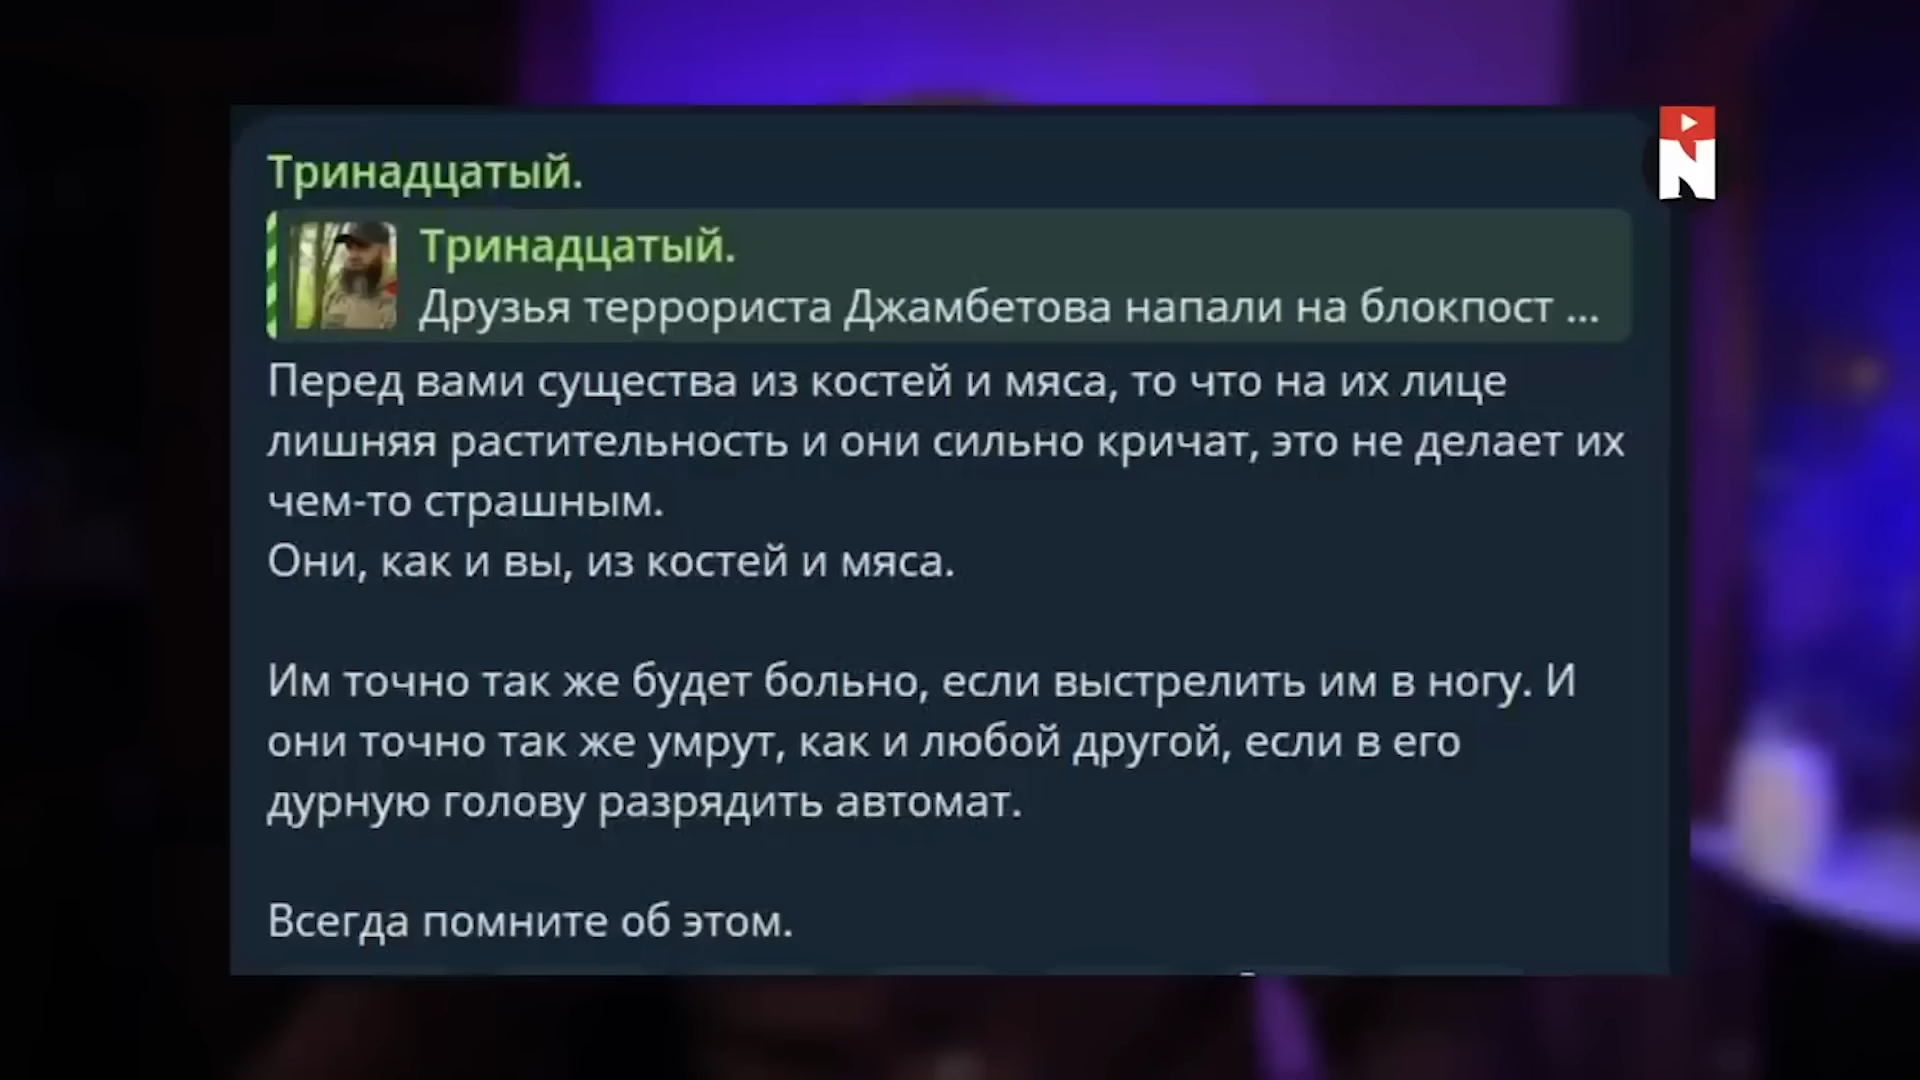 Тринадцатый.
Тринадцатый.
Друзья террориста Джамбетова напали на блокпост ...
Перед вами существа из костей и мяса, то что на их лице
лишняя растительность и они сильно кричат, это не делает их
чем-то страшным.
Они, как и вы, из костей и мяса.
Им точно так же будет больно, если выстрелить им в ногу. И
они точно так же умрут, как и любой другой, если в его
дурную голову разрядить автомат.
Всегда помните об этом.
N